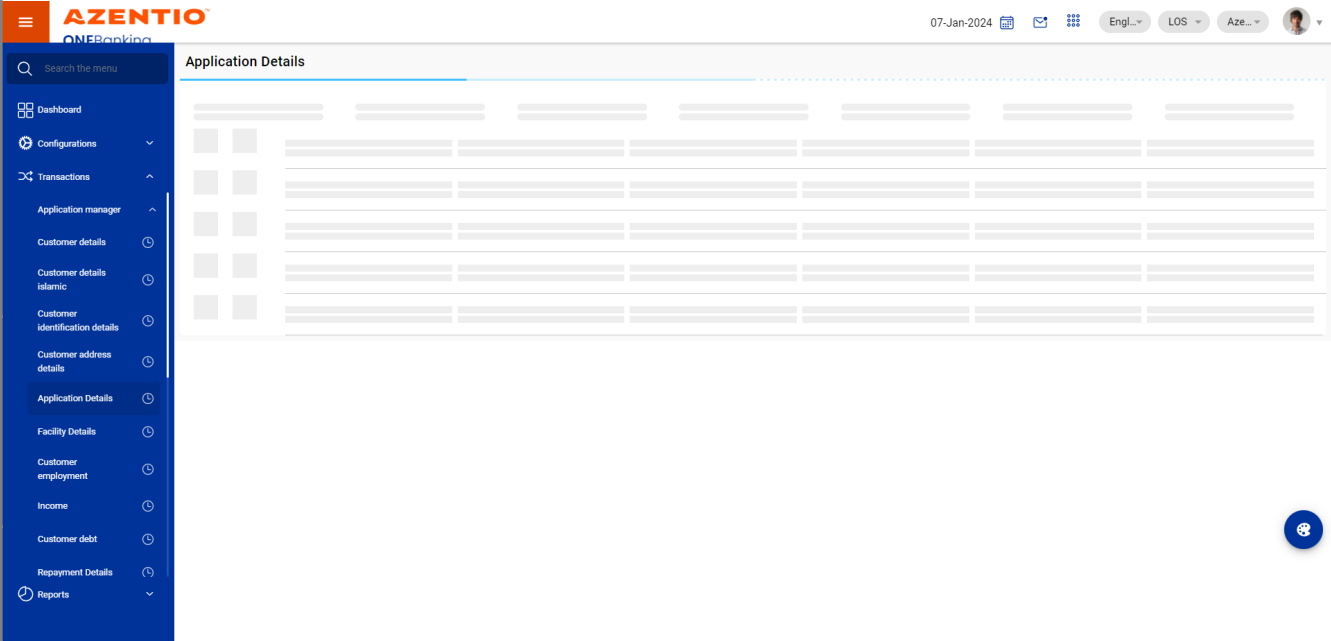 AZENTIO™
ONEBanking
07-Jan-2024
Engl...
LOS
Aze...
Search the menu
Dashboard
Configurations
Transactions
Application manager
Customer details
Customer details
islamic
Customer
identification details
Customer address
details
Application Details
Facility Details
Customer
employment
Income
Customer debt
Repayment Details
Reports
Application Details